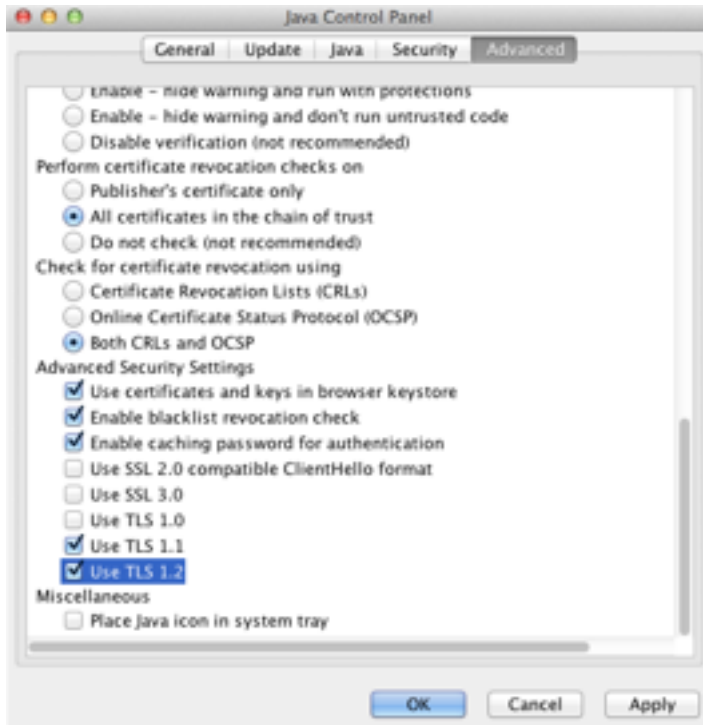 Java Control Panel
General Update Java Security Advanced
Enable – hide warning and run with protections
Enable – hide warning and don't run untrusted code
Disable verification (not recommended)
Perform certificate revocation checks on
Publisher's certificate only
All certificates in the chain of trust
Do not check (not recommended)
Check for certificate revocation using
Certificate Revocation Lists (CRLs)
Online Certificate Status Protocol (OCSP)
Both CRLs and OCSP
Advanced Security Settings
Use certificates and keys in browser keystore
Enable blacklist revocation check
Enable caching password for authentication
Use SSL 2.0 compatible ClientHello format
Use SSL 3.0
Use TLS 1.0
Use TLS 1.1
Use TLS 1.2
Miscellaneous
Place Java icon in system tray
OK Cancel Apply